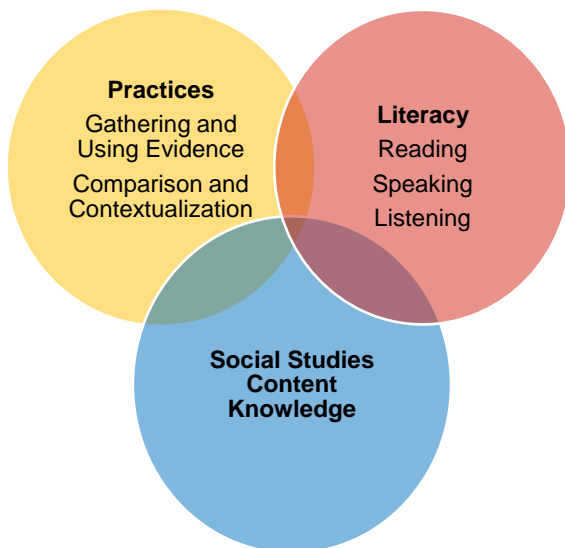 Practices
Gathering and
Using Evidence
Comparison and
Contextualization
Literacy
Reading
Speaking
Listening
Social Studies
Content
Knowledge